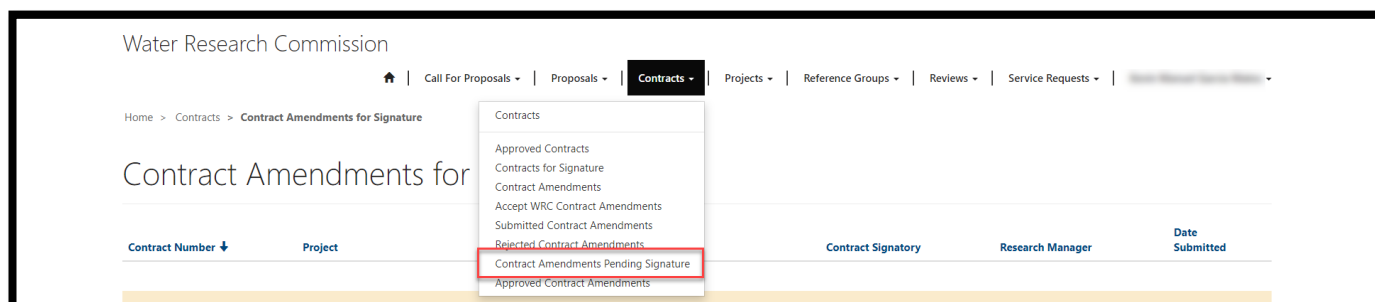 Water Research Commission
Call For Proposals | Proposals | Contracts | Projects | Reference Groups | Reviews | Service Requests |
Home > Contracts > Contract Amendments for Signature
Contracts
Contract Amendments for
Approved Contracts
Contracts for Signature
Contract Amendments
Accept WRC Contract Amendments
Submitted Contract Amendments
Rejected Contract Amendments
Contract Amendments Pending Signature
Approved Contract Amendments
Contract Number Project Contract Signatory Research Manager Date Submitted